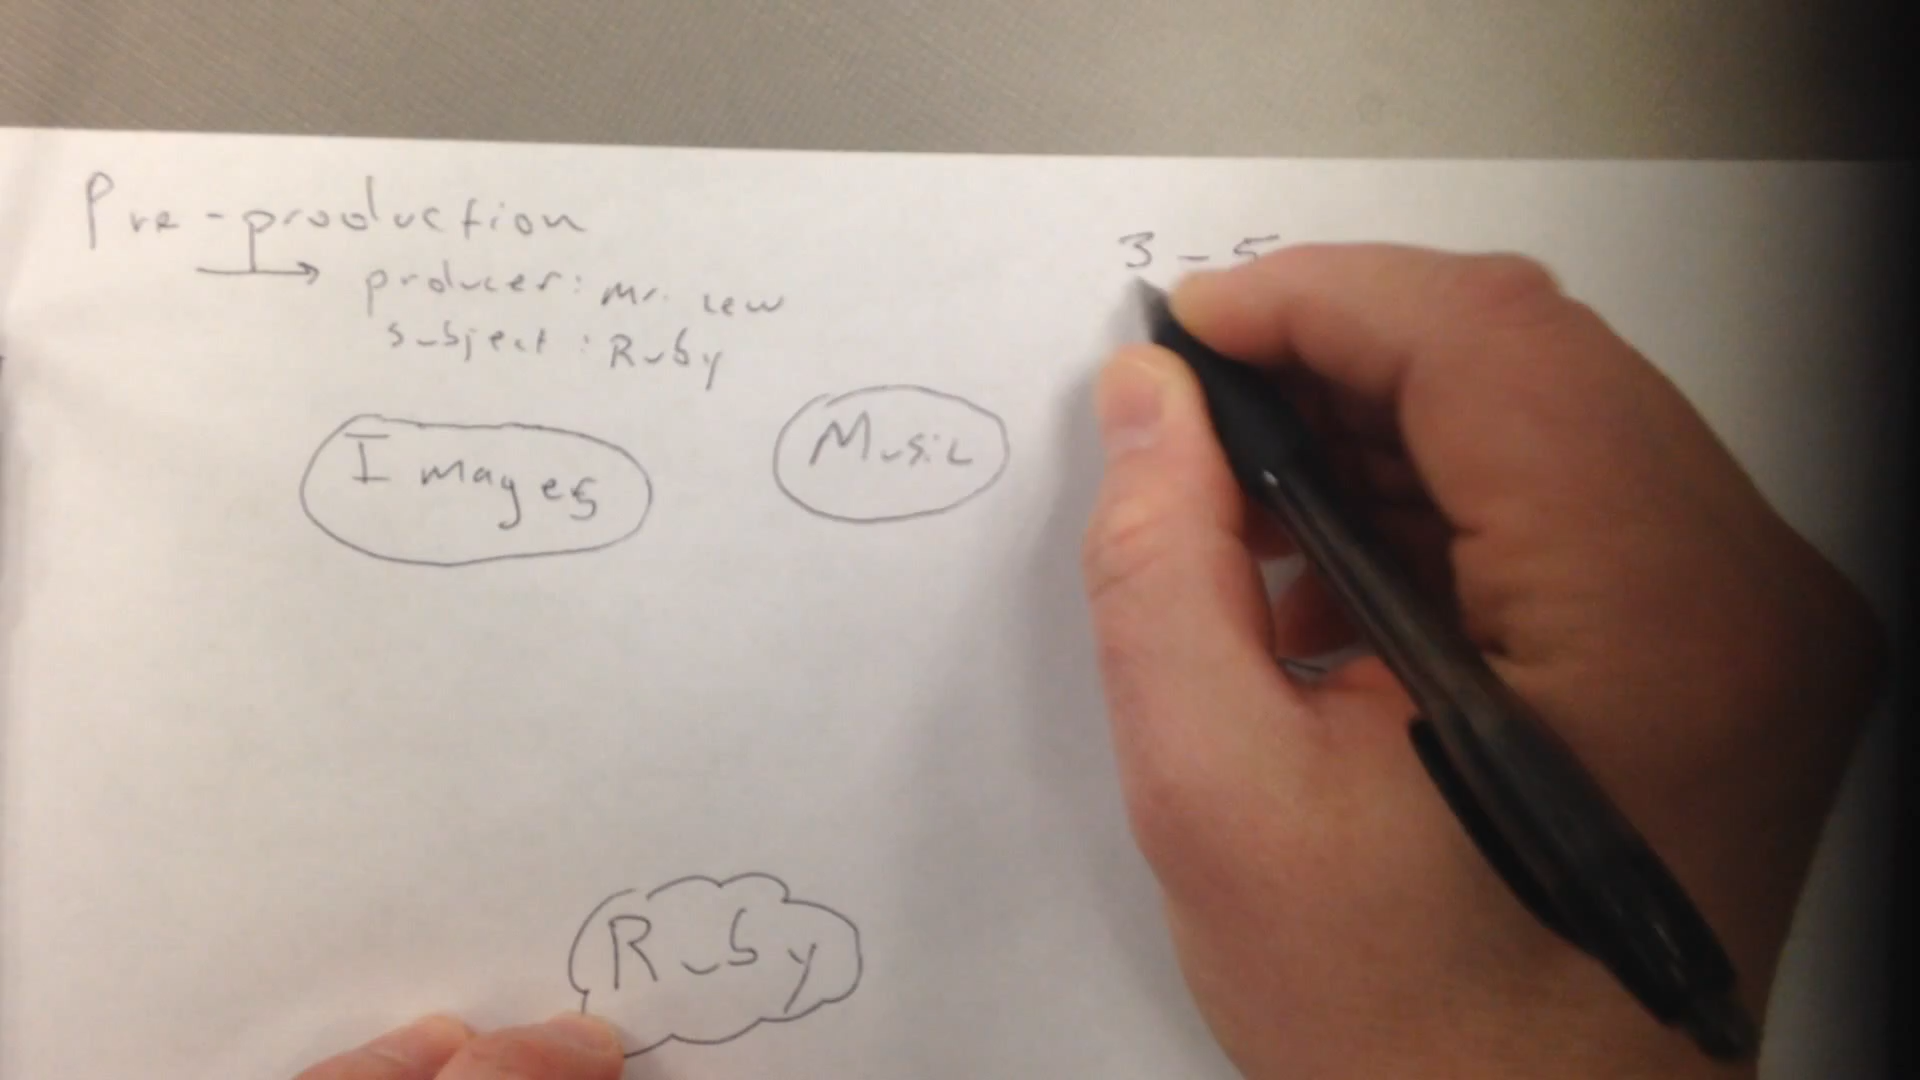 Pre-production
producer: Mr. Lew
subject: Ruby
3-5
Images
Music
Ruby